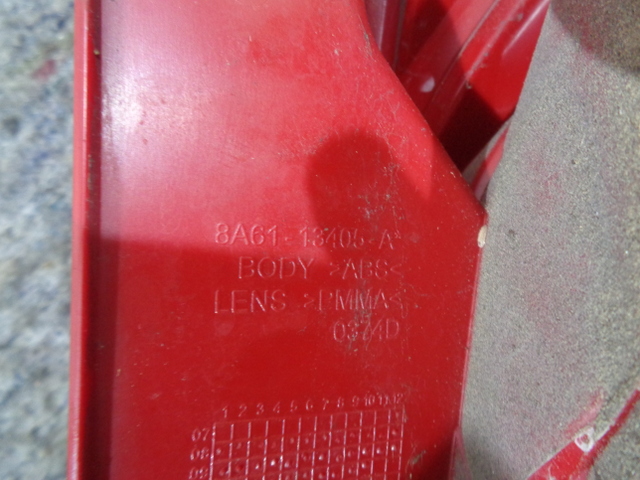 8A61-13405-A*
BODY >ABS<
LENS >PMMA<
0374D
1 2 3 4 5 6 7 8 9 10 11 12
07
08
09